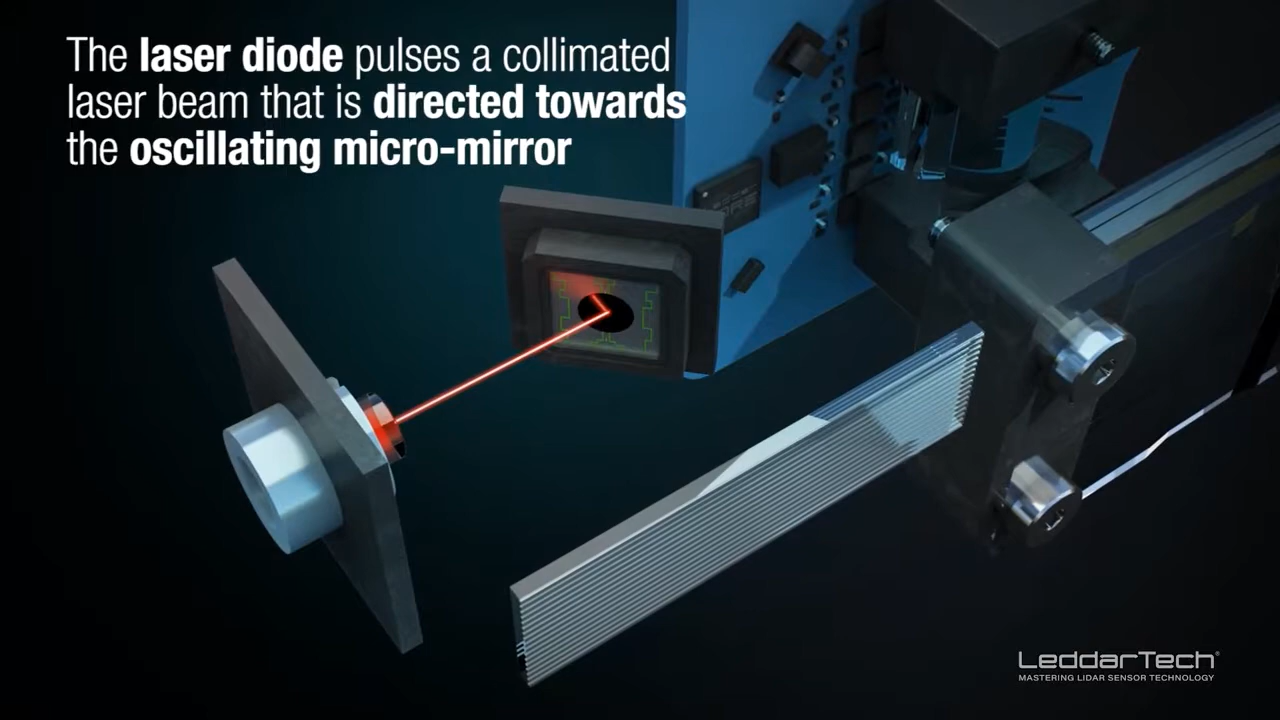 The laser diode pulses a collimated
laser beam that is directed towards
the oscillating micro-mirror
LeddarTech®
MASTERING LIDAR SENSOR TECHNOLOGY